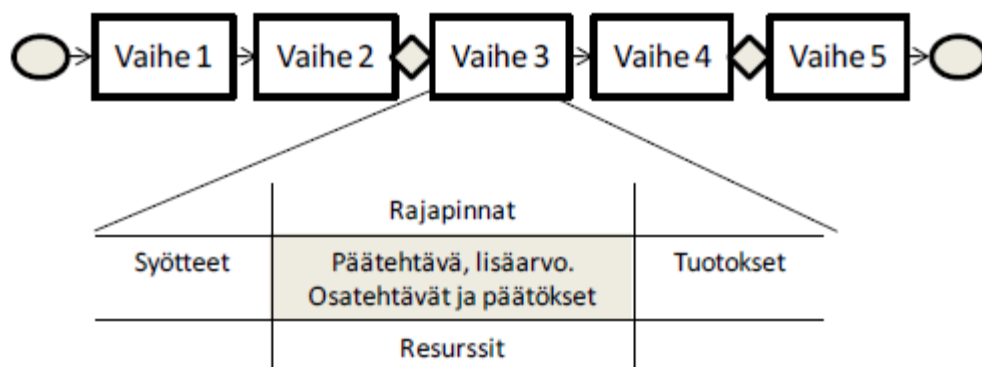 Vaihe 1
Vaihe 2
Vaihe 3
Vaihe 4
Vaihe 5
Rajapinnat
Syötteet
Päätehtävä, lisäarvo.
Osatehtävät ja päätökset
Tuotokset
Resurssit